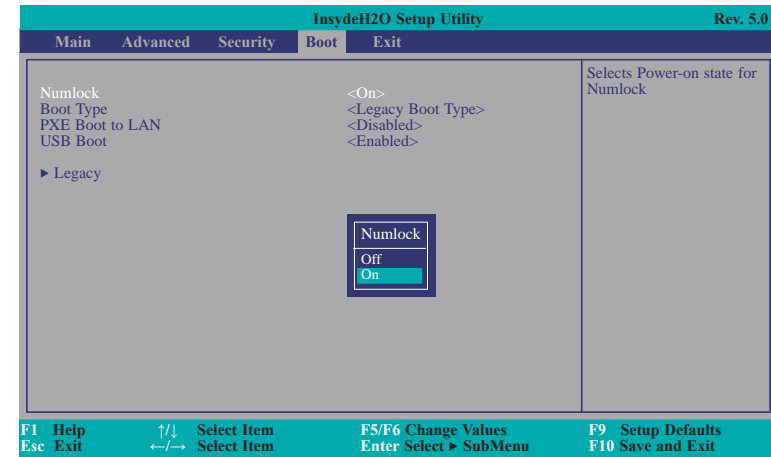 InsydeH2O Setup Utility Rev. 5.0
Main Advanced Security Boot Exit
Numlock <On>
Boot Type <Legacy Boot Type>
PXE Boot to LAN <Disabled>
USB Boot <Enabled>
▶ Legacy
Selects Power-on state for
Numlock
Numlock
Off
On
F1 Help ↑/↓ Select Item F5/F6 Change Values F9 Setup Defaults
Esc Exit ←/→ Select Item Enter Select ▶ SubMenu F10 Save and Exit